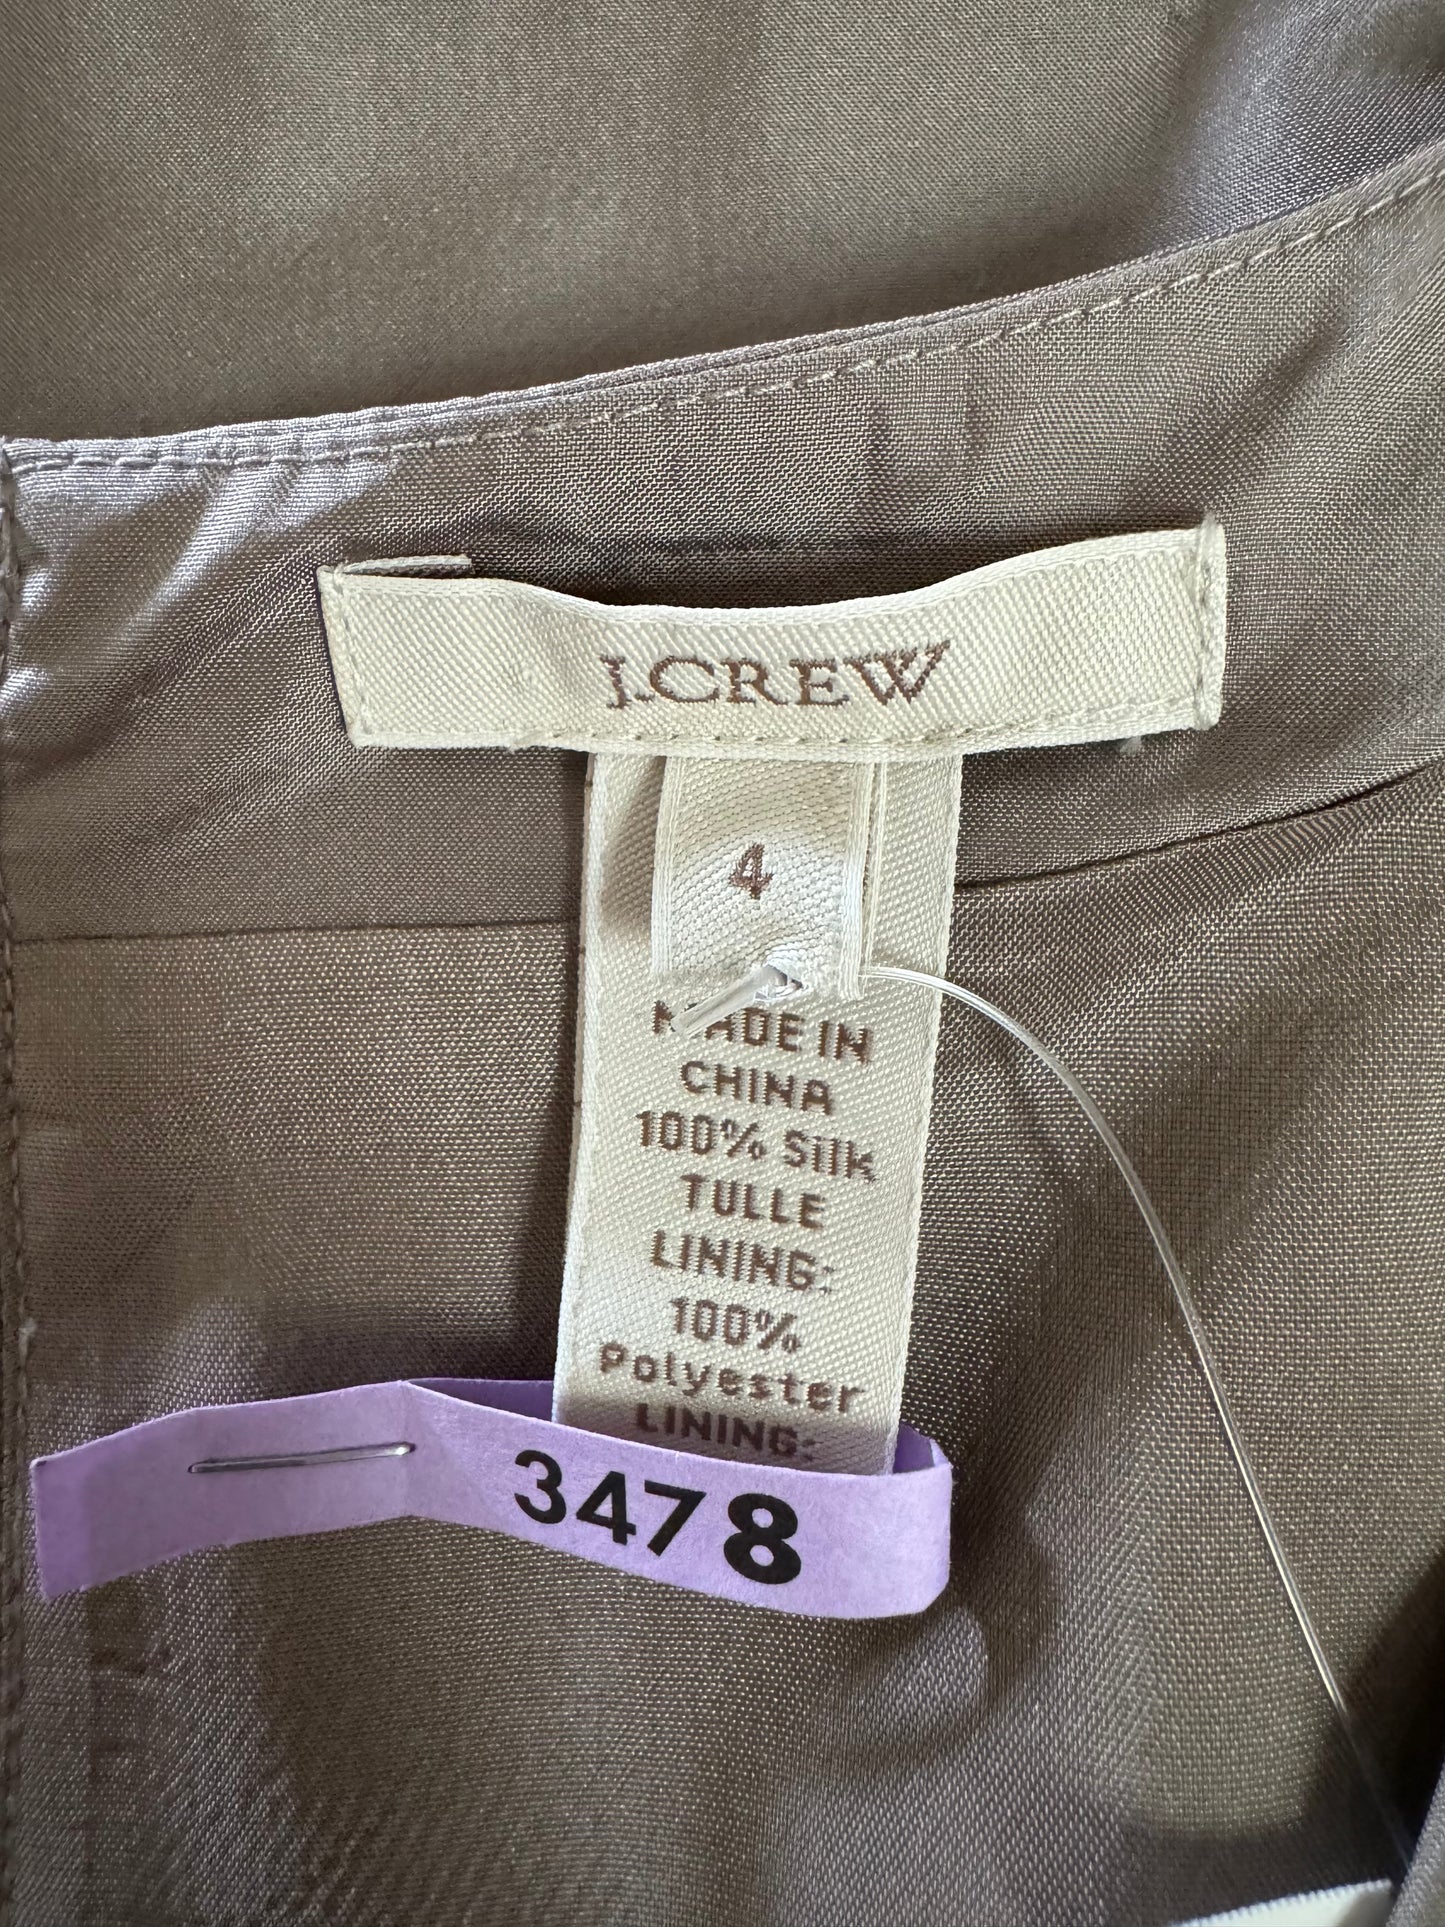 J.CREW
4
MADE IN
CHINA
100% Silk
TULLE
LINING:
100%
Polyester
LINING:
3478